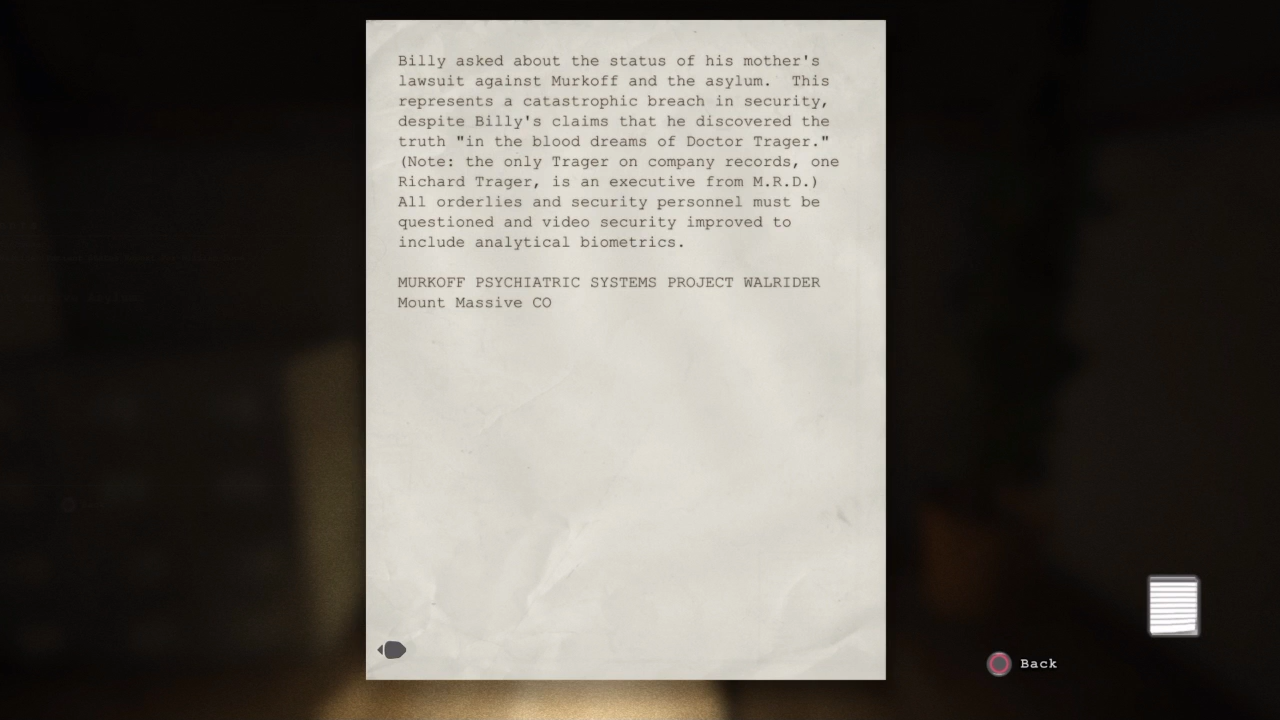 Billy asked about the status of his mother's
lawsuit against Murkoff and the asylum.  This
represents a catastrophic breach in security,
despite Billy's claims that he discovered the
truth "in the blood dreams of Doctor Trager."
(Note: the only Trager on company records, one
Richard Trager, is an executive from M.R.D.)
All orderlies and security personnel must be
questioned and video security improved to
include analytical biometrics.

MURKOFF PSYCHIATRIC SYSTEMS PROJECT WALRIDER
Mount Massive CO
Back